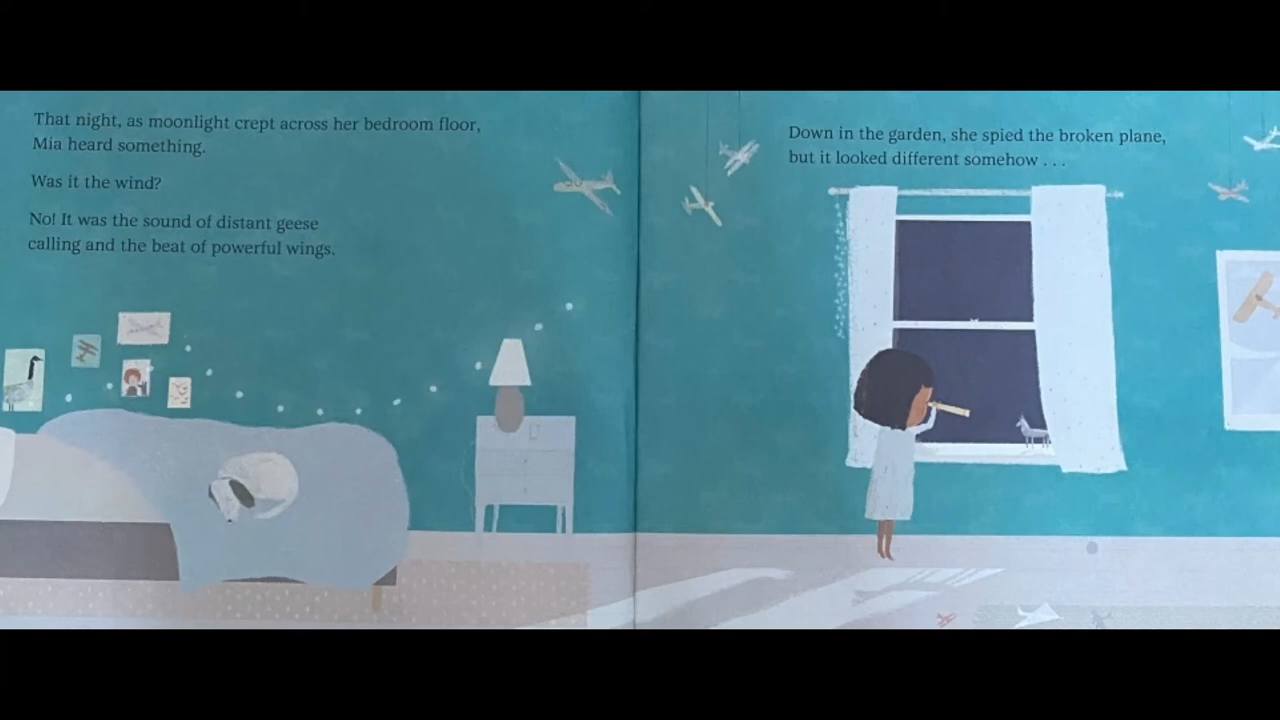 That night, as moonlight crept across her bedroom floor,
Mia heard something.
Was it the wind?
No! It was the sound of distant geese
calling and the beat of powerful wings.
Down in the garden, she spied the broken plane,
but it looked different somehow . . .